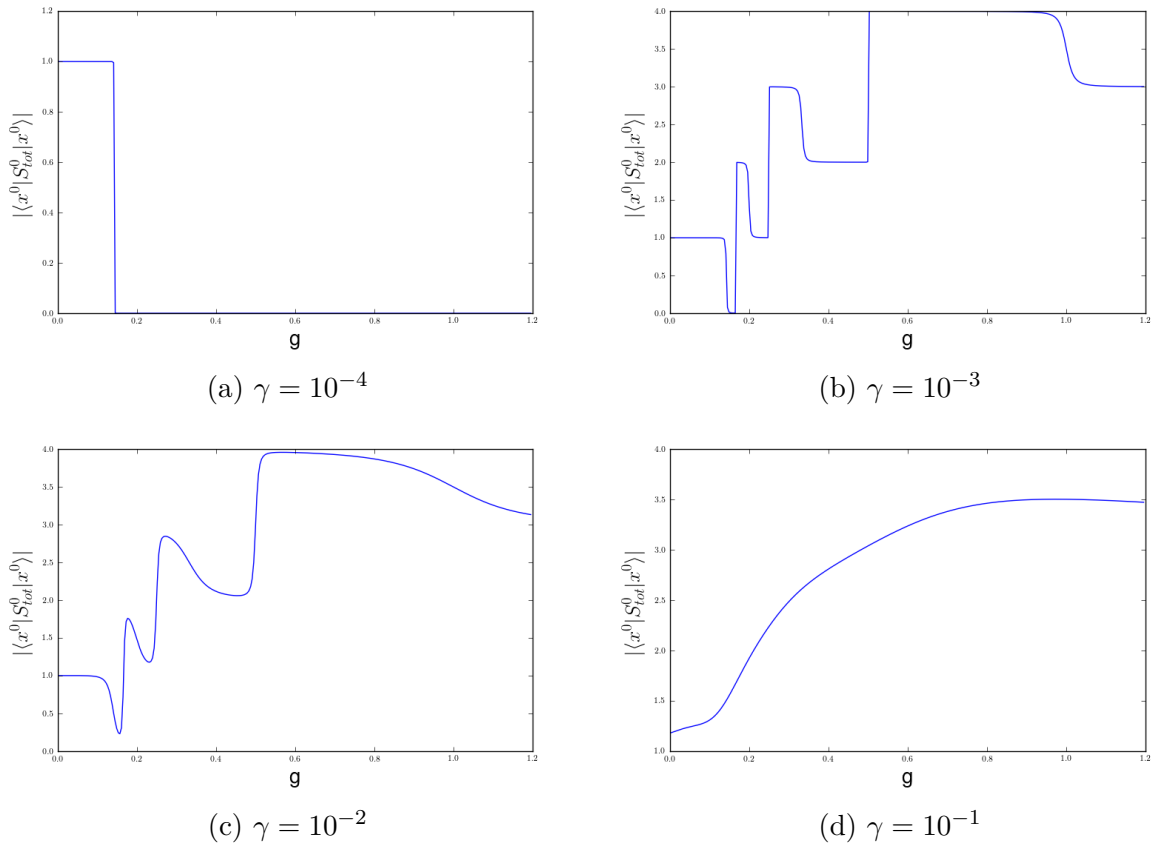 1.2
1.0
0.8
0.6
0.4
0.2
0.0
|⟨x⁰|S⁰ₜₒₜ|x⁰⟩|
0.0 0.2 0.4 0.6 0.8 1.0 1.2
g
(a) γ = 10⁻⁴
4.0
3.5
3.0
2.5
2.0
1.5
1.0
0.5
0.0
|⟨x⁰|S⁰ₜₒₜ|x⁰⟩|
0.0 0.2 0.4 0.6 0.8 1.0 1.2
g
(b) γ = 10⁻³
4.0
3.5
3.0
2.5
2.0
1.5
1.0
0.5
0.0
|⟨x⁰|S⁰ₜₒₜ|x⁰⟩|
0.0 0.2 0.4 0.6 0.8 1.0 1.2
g
(c) γ = 10⁻²
4.0
3.5
3.0
2.5
2.0
1.5
1.0
|⟨x⁰|S⁰ₜₒₜ|x⁰⟩|
0.0 0.2 0.4 0.6 0.8 1.0 1.2
g
(d) γ = 10⁻¹